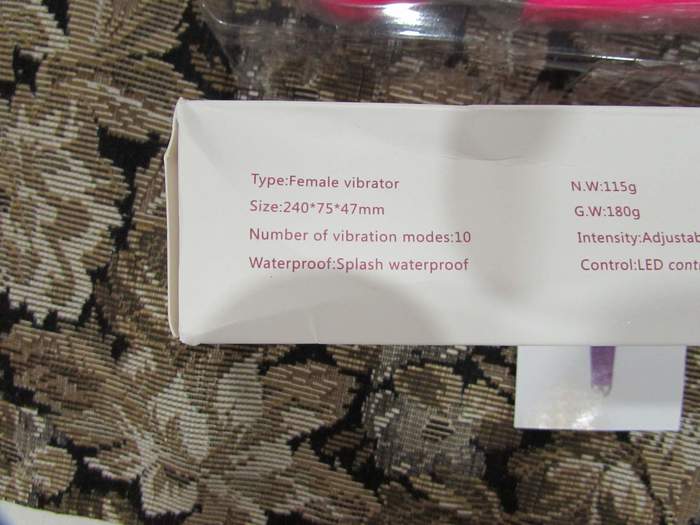 Type:Female vibrator
Size:240*75*47mm
Number of vibration modes:10
Waterproof:Splash waterproof
N.W:115g
G.W:180g
Intensity:Adjustab
Control:LED cont